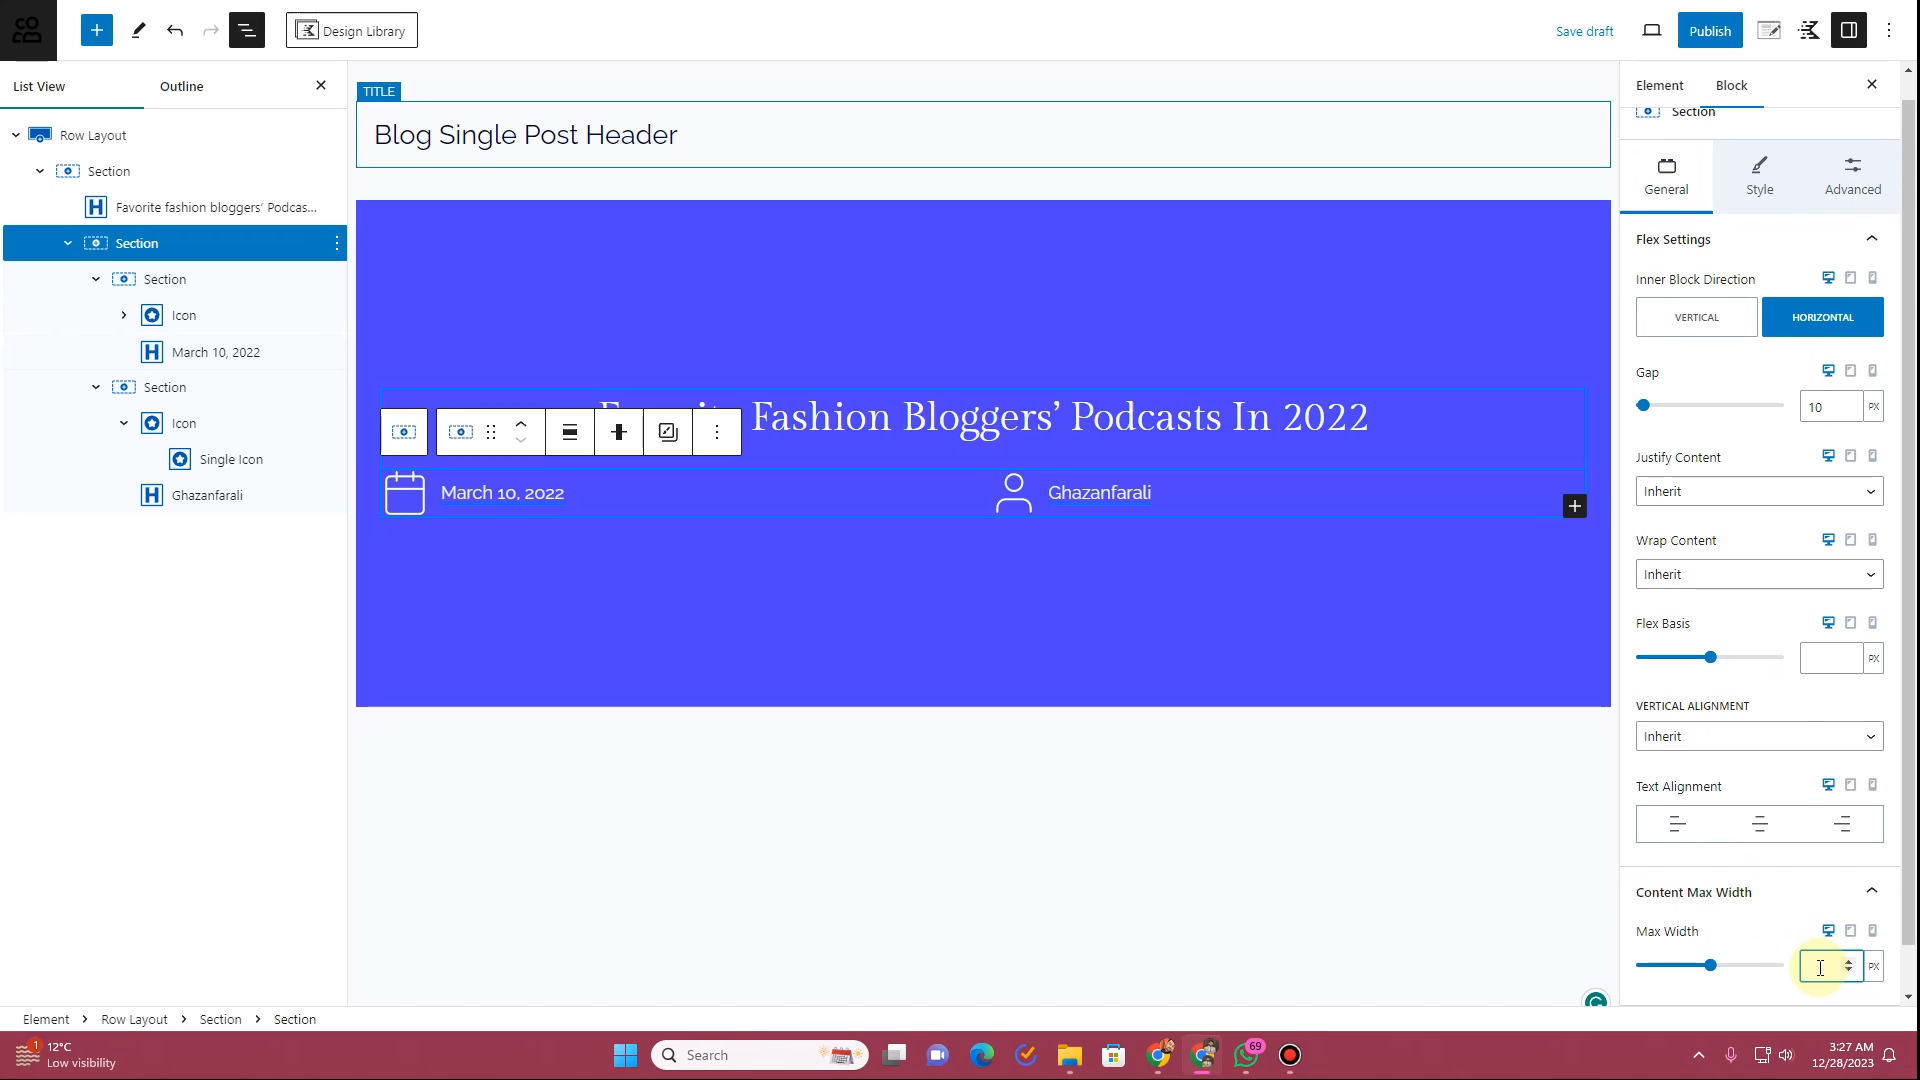 Design Library
Save draft
Publish
List View
Outline
Row Layout
Section
Favorite fashion bloggers' Podcas...
Section
Section
Icon
March 10, 2022
Section
Icon
Single Icon
Ghazanfarali
TITLE
Blog Single Post Header
Fashion Bloggers' Podcasts In 2022
March 10, 2022
Ghazanfarali
Element
Block
Section
General
Style
Advanced
Flex Settings
Inner Block Direction
VERTICAL
HORIZONTAL
Gap
10
PX
Justify Content
Inherit
Wrap Content
Inherit
Flex Basis
PX
VERTICAL ALIGNMENT
Inherit
Text Alignment
Content Max Width
Max Width
PX
Element > Row Layout > Section > Section
1
12°C
Low visibility
Search
69
3:27 AM
12/28/2023